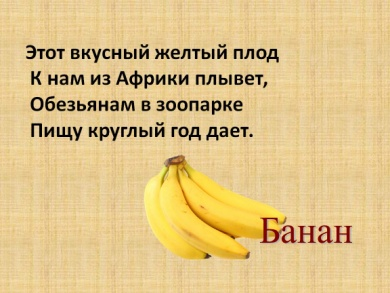 Этот вкусный желтый плод
К нам из Африки плывет,
Обезьянам в зоопарке
Пищу круглый год дает.
Банан